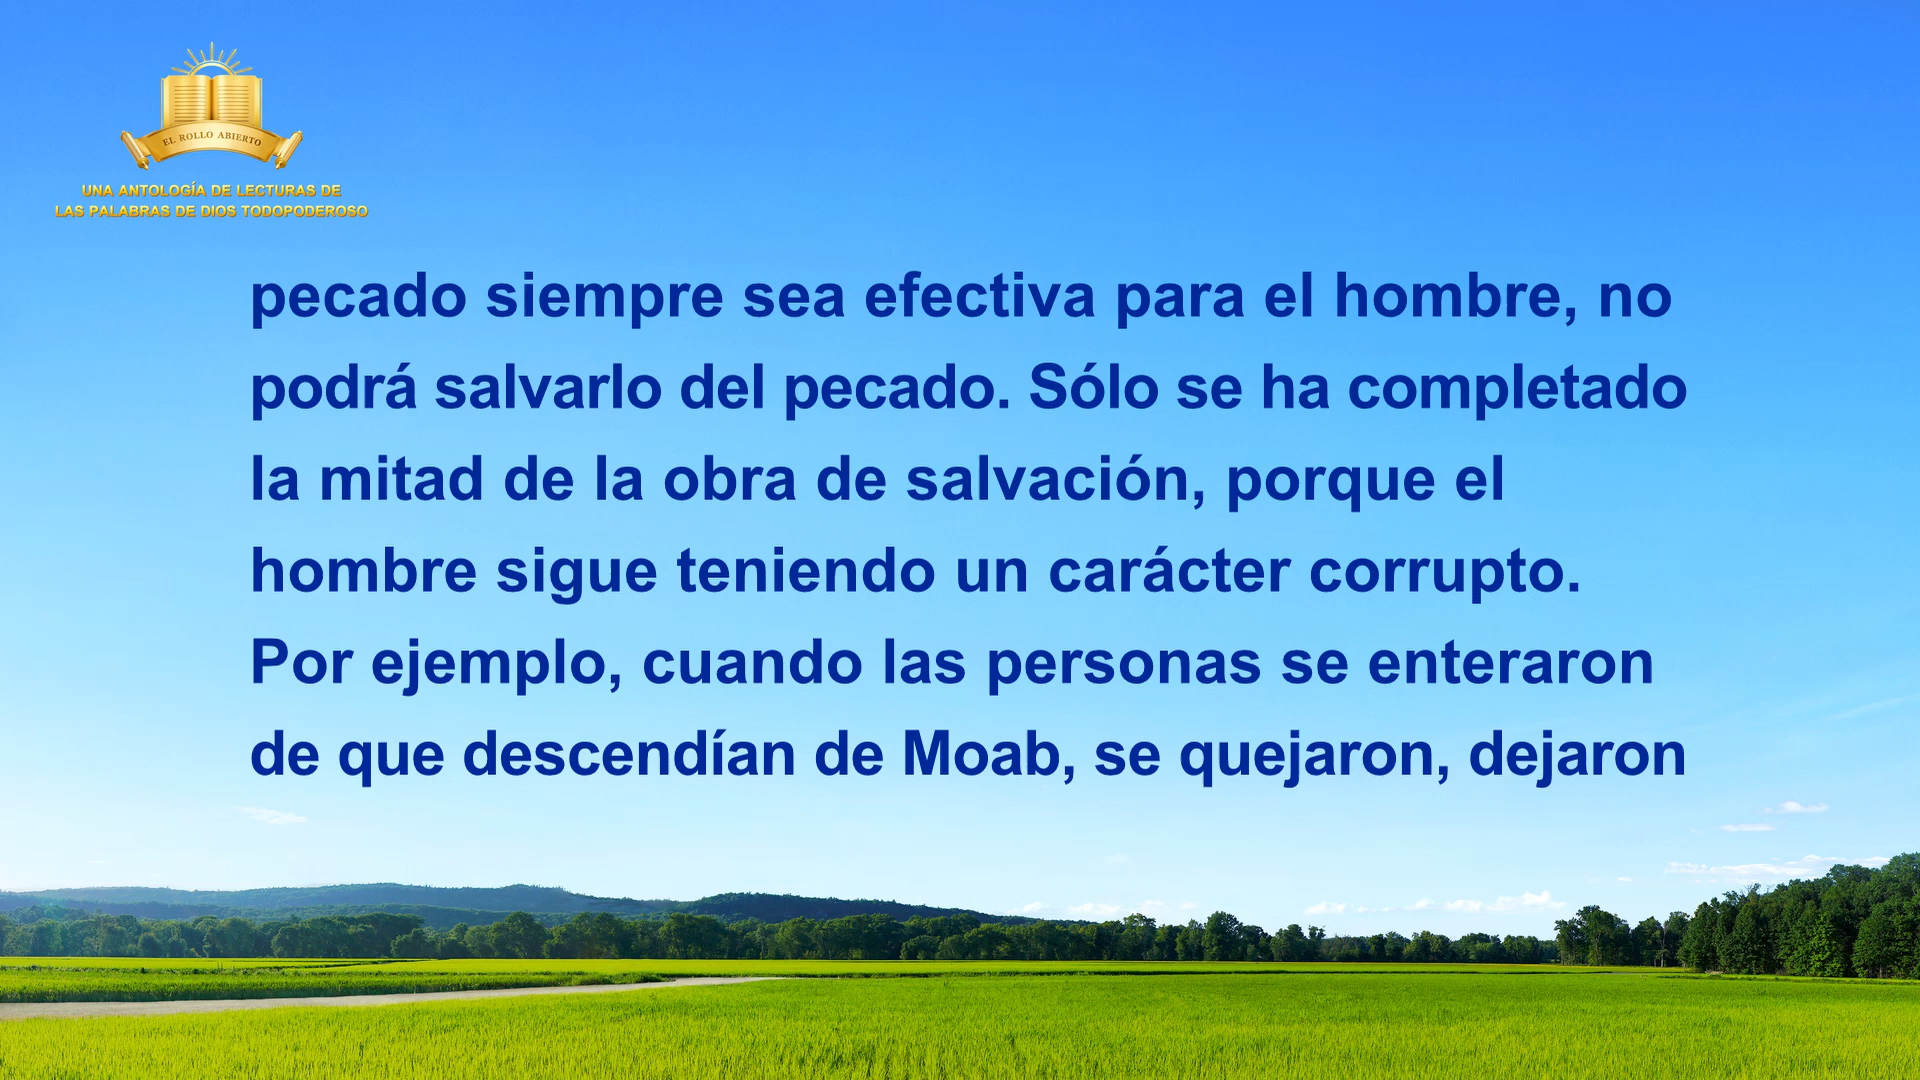 EL ROLLO ABIERTO
UNA ANTOLOGÍA DE LECTURAS DE
LAS PALABRAS DE DIOS TODOPODEROSO
pecado siempre sea efectiva para el hombre, no
podrá salvarlo del pecado. Sólo se ha completado
la mitad de la obra de salvación, porque el
hombre sigue teniendo un carácter corrupto.
Por ejemplo, cuando las personas se enteraron
de que descendían de Moab, se quejaron, dejaron